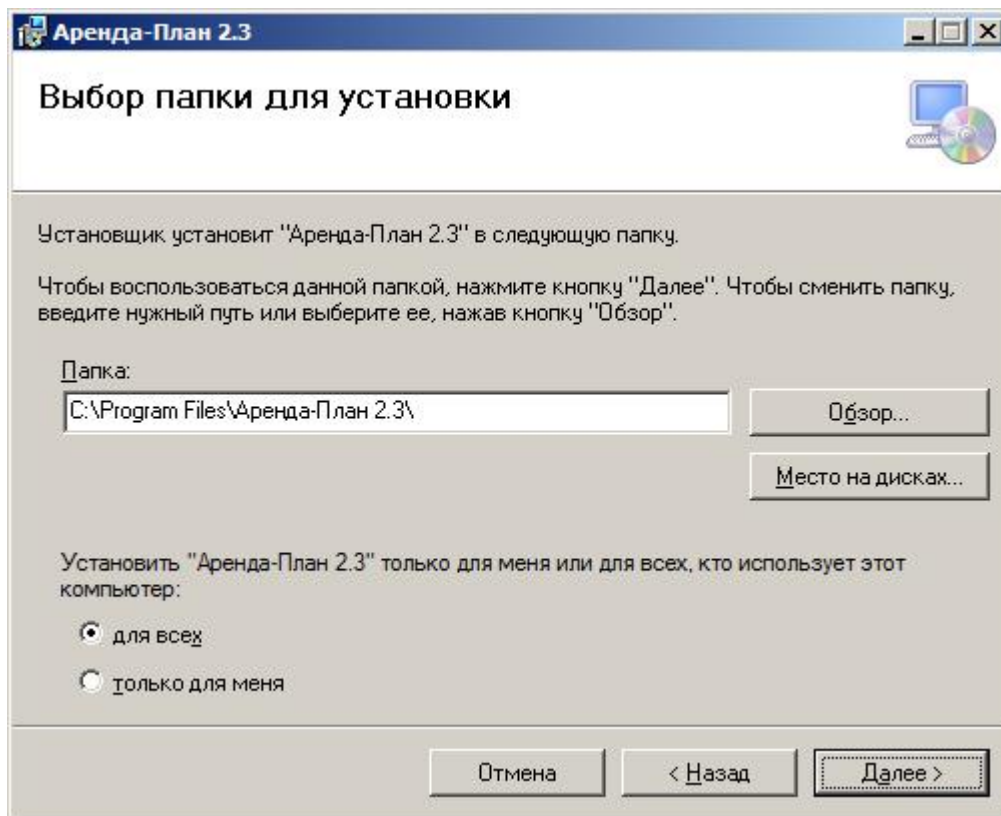 Аренда-План 2.3
Выбор папки для установки
Установщик установит "Аренда-План 2.3" в следующую папку.
Чтобы воспользоваться данной папкой, нажмите кнопку "Далее". Чтобы сменить папку,
введите нужный путь или выберите ее, нажав кнопку "Обзор".
Папка:
C:\Program Files\Аренда-План 2.3\
Обзор...
Место на дисках...
Установить "Аренда-План 2.3" только для меня или для всех, кто использует этот
компьютер:
для всех
только для меня
Отмена
< Назад
Далее >